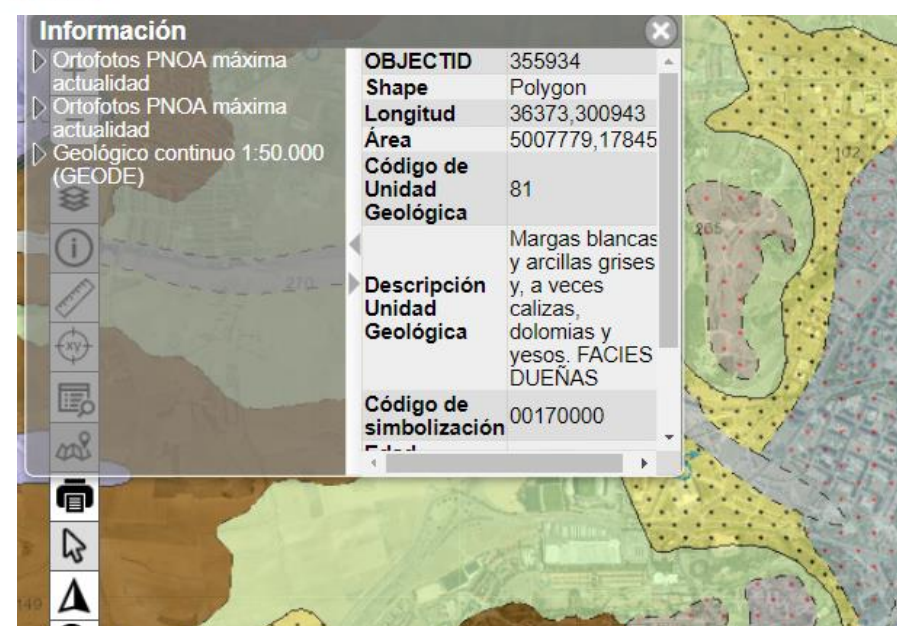 Información
Ortofotos PNOA máxima
actualidad
Ortofotos PNOA máxima
actualidad
Geológico continuo 1:50.000
(GEODE)
OBJECTID 355934
Shape Polygon
Longitud 36373,300943
Área 5007779,17845
Código de
Unidad
Geológica
81
Descripción
Unidad
Geológica
Margas blancas
y arcillas grises
y, a veces
calizas,
dolomias y
yesos. FACIES
DUEÑAS
Código de
simbolización
00170000
xy
270
265
102